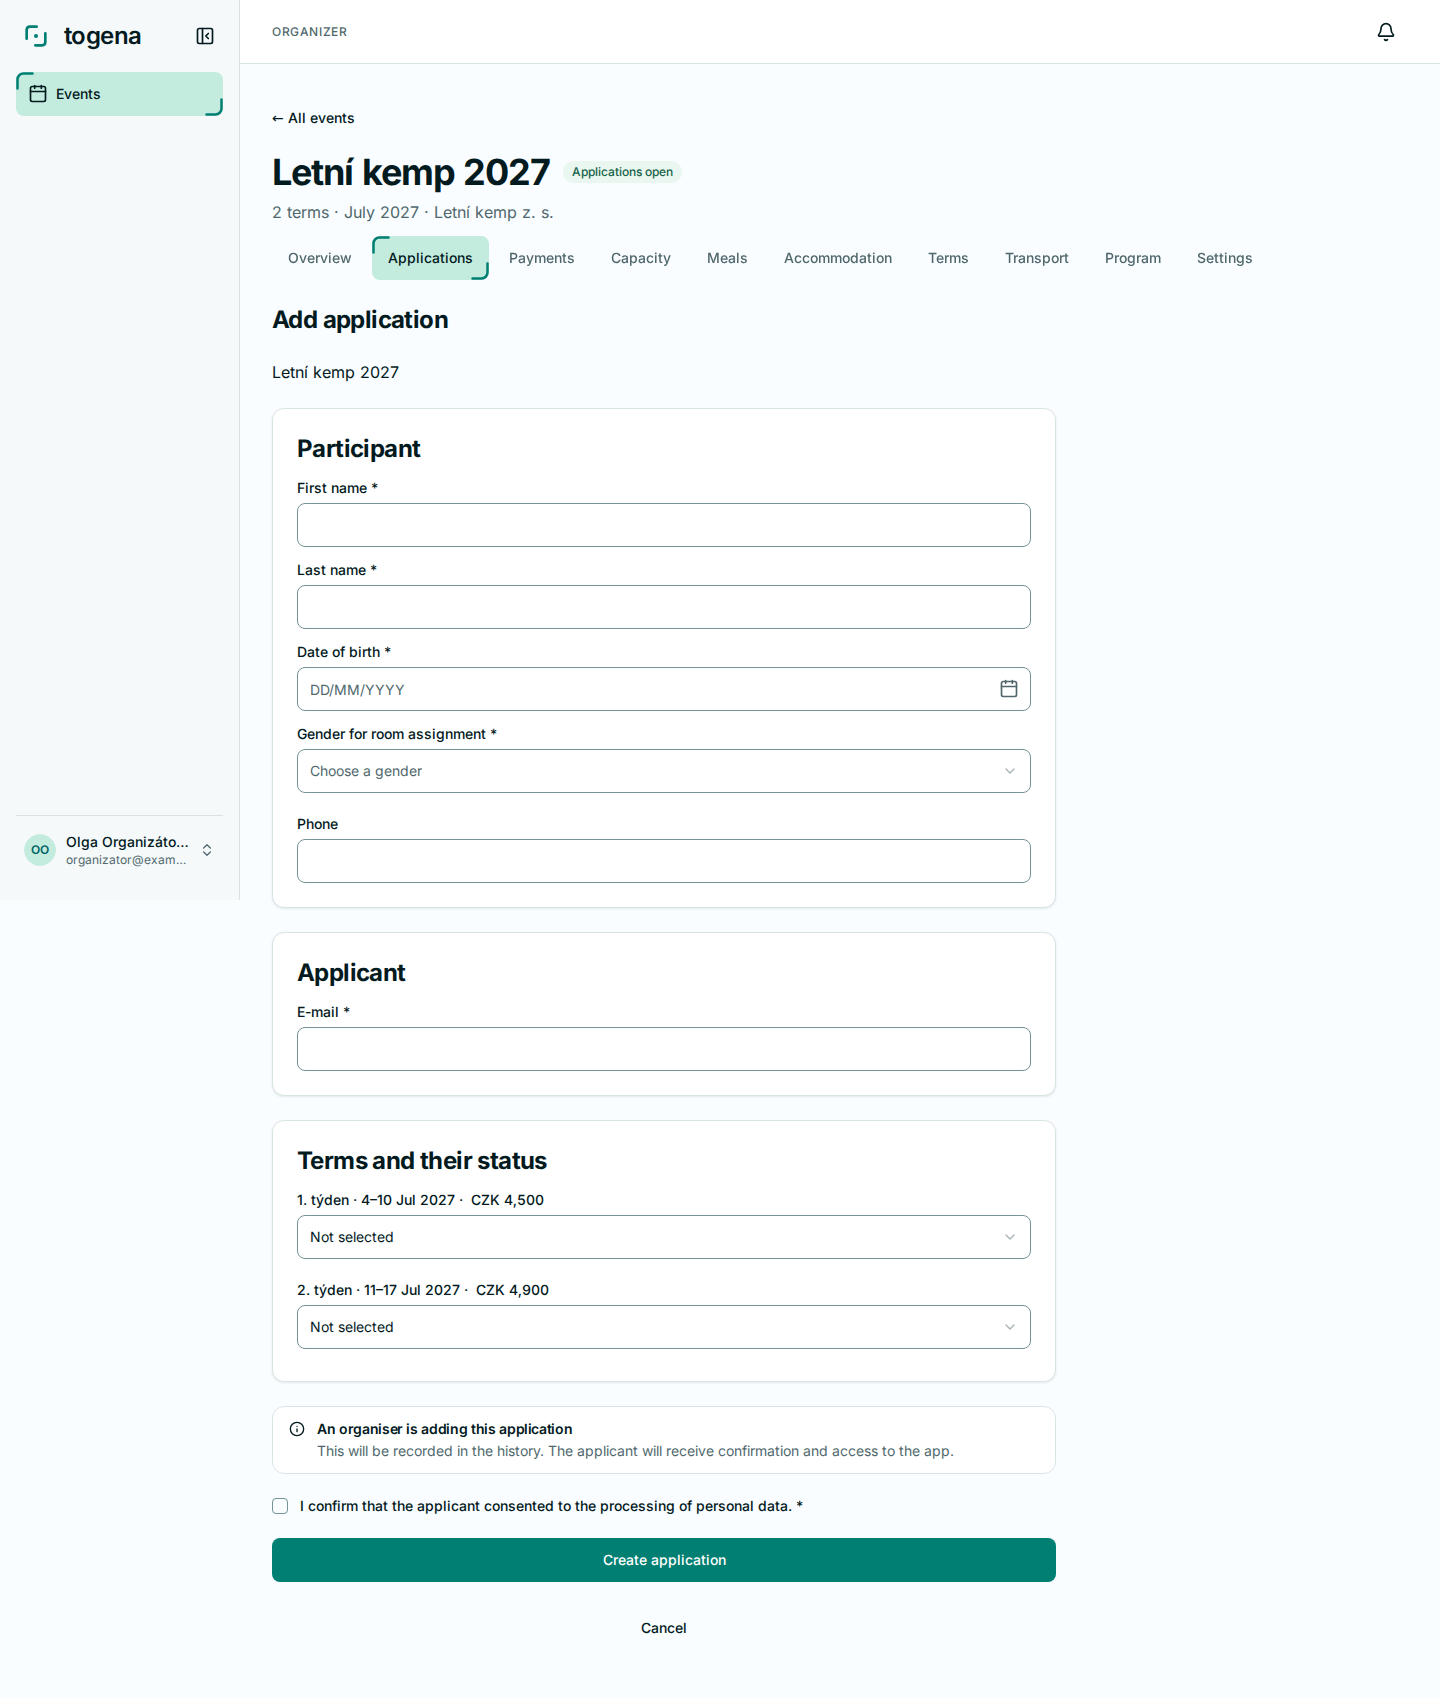 togena
Events
ORGANIZER
← All events
Letní kemp 2027
Applications open
2 terms · July 2027 · Letní kemp z. s.
Overview
Applications
Payments
Capacity
Meals
Accommodation
Terms
Transport
Program
Settings
Add application
Letní kemp 2027
Participant
First name *
Last name *
Date of birth *
DD/MM/YYYY
Gender for room assignment *
Choose a gender
Phone
OO
Olga Organizáto...
organizator@exam...
Applicant
E-mail *
Terms and their status
1. týden · 4–10 Jul 2027 · CZK 4,500
Not selected
2. týden · 11–17 Jul 2027 · CZK 4,900
Not selected
An organiser is adding this application
This will be recorded in the history. The applicant will receive confirmation and access to the app.
I confirm that the applicant consented to the processing of personal data. *
Create application
Cancel